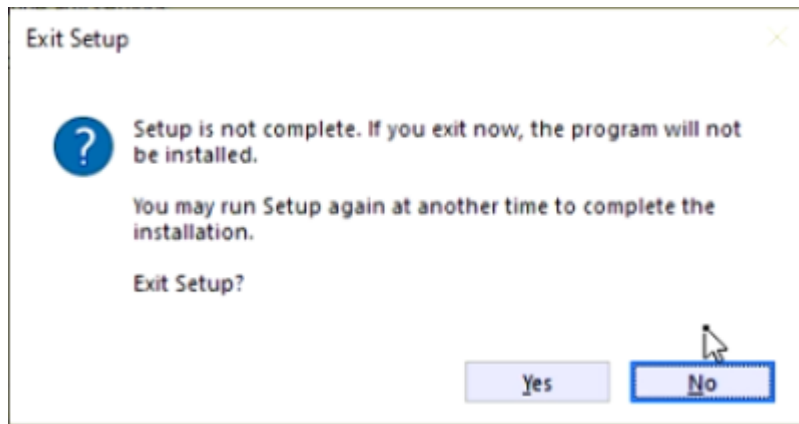 Exit Setup
Setup is not complete. If you exit now, the program will not
be installed.
You may run Setup again at another time to complete the
installation.
Exit Setup?
Yes
No